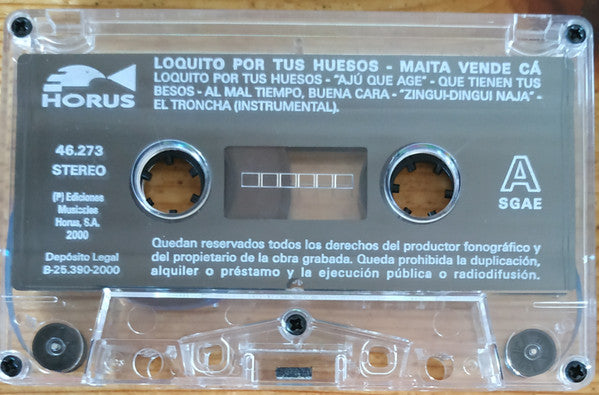 LOQUITO POR TUS HUESOS - MAITA VENDE CÁ
LOQUITO POR TUS HUESOS - "AJÚ QUE AGE" - QUE TIENEN TUS
BESOS - AL MAL TIEMPO, BUENA CARA - "ZINGUI-DINGUI NAJA" -
EL TRONCHA (INSTRUMENTAL).
HORUS
46.273
STEREO
(P) Ediciones
Musicales
Horus, S.A.
2000
Depósito Legal
B-25.390-2000
A
SGAE
Quedan reservados todos los derechos del productor fonográfico y
del propietario de la obra grabada. Queda prohibida la duplicación,
alquiler o préstamo y la ejecución pública o radiodifusión.